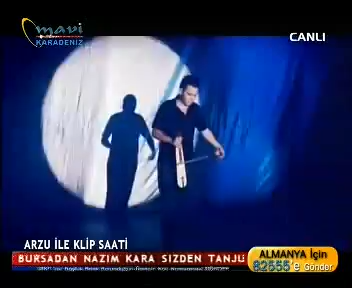 mavi
KARADENİZ
CANLI
ARZU İLE KLİP SAATİ
BURSADAN NAZIM KARA SIZDEN TANJU
ALMANYA İçin
82555'e Gönder